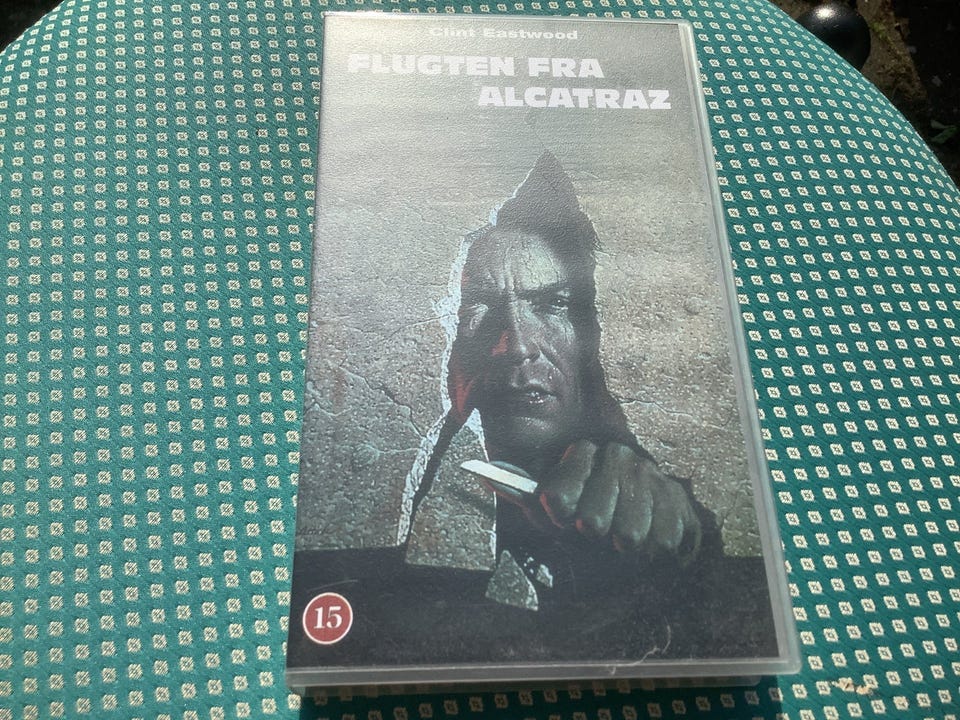 Clint Eastwood
FLUGTEN FRA
ALCATRAZ
15